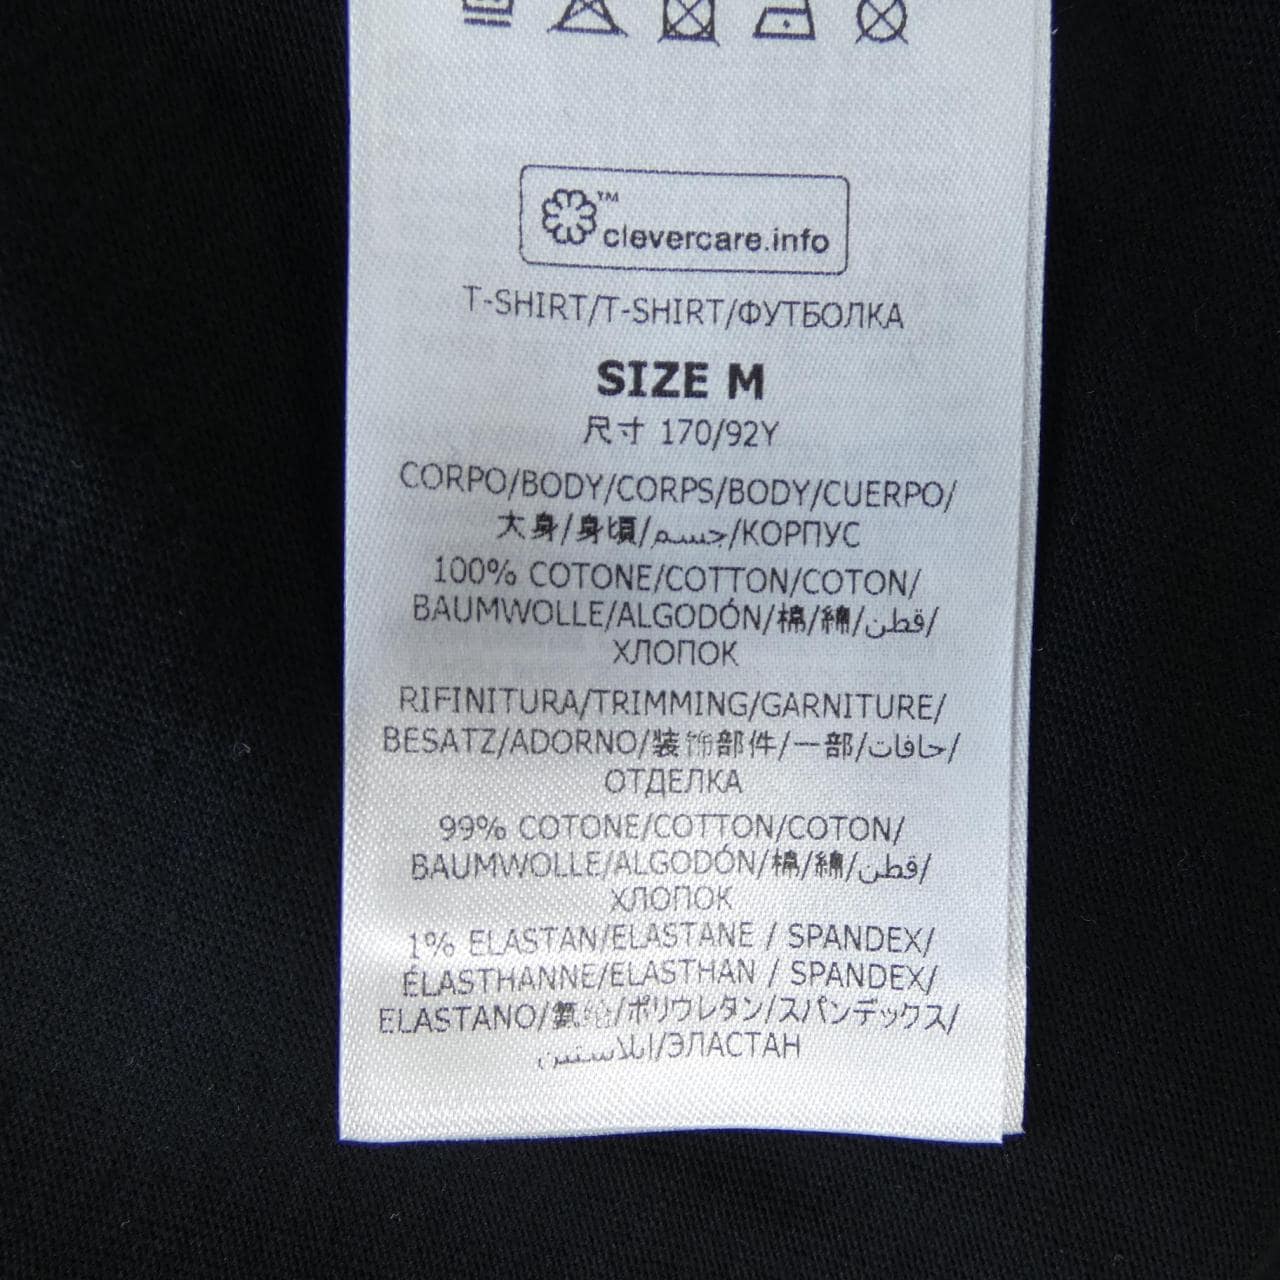 ™
clevercare.info
T-SHIRT/T-SHIRT/ФУТБОЛКА
SIZE M
尺寸 170/92Y
CORPO/BODY/CORPS/BODY/CUERPO/
大身/身頃/جسم/КОРПУС
100% COTONE/COTTON/COTON/
BAUMWOLLE/ALGODÓN/棉/綿/قطن/
ХЛОПОК
RIFINITURA/TRIMMING/GARNITURE/
BESATZ/ADORNO/装饰部件/一部/حافات/
ОТДЕЛКА
99% COTONE/COTTON/COTON/
BAUMWOLLE/ALGODÓN/棉/綿/قطن/
ХЛОПОК
1% ELASTAN/ELASTANE / SPANDEX/
ÉLASTHANNE/ELASTHAN / SPANDEX/
ELASTANO/氨纶/ポリウレタン/スパンデックス/
ايلاستين/ЭЛАСТАН